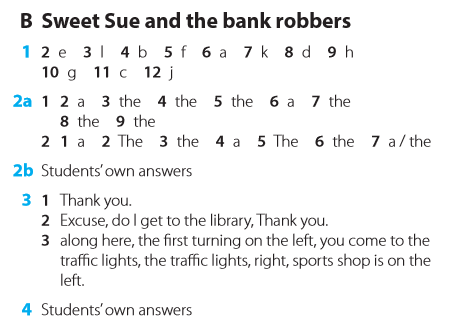 B Sweet Sue and the bank robbers
1 2 e 3 l 4 b 5 f 6 a 7 k 8 d 9 h
10 g 11 c 12 j
2a 1 2 a 3 the 4 the 5 the 6 a 7 the
8 the 9 the
2 1 a 2 The 3 the 4 a 5 The 6 the 7 a / the
2b Students' own answers
3 1 Thank you.
2 Excuse, do I get to the library, Thank you.
3 along here, the first turning on the left, you come to the
traffic lights, the traffic lights, right, sports shop is on the
left.
4 Students' own answers